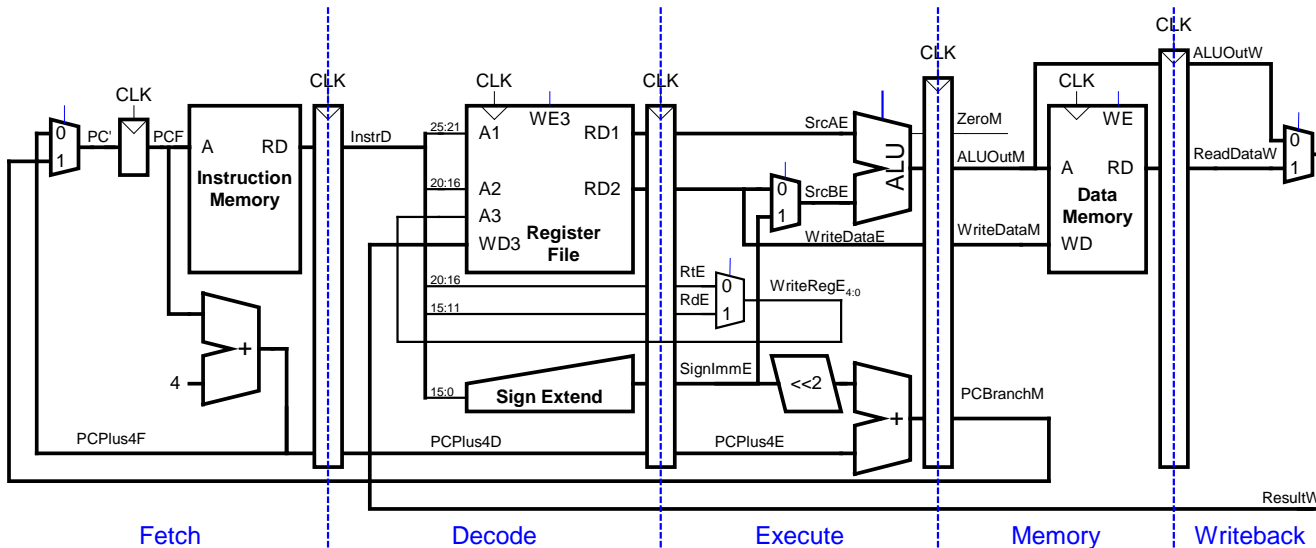 CLK
CLK
ALUOutW
CLK
CLK
CLK
CLK
CLK
CLK
0
1
PC'
PCF
A
RD
Instruction
Memory
InstrD
25:21
A1
WE3
RD1
SrcAE
ZeroM
WE
0
1
20:16
A2
RD2
0
1
SrcBE
ALU
ALUOutM
A
RD
Data
Memory
ReadDataW
A3
WD3
Register
File
WriteDataE
WriteDataM
WD
20:16
RtE
0
WriteRegE4:0
15:11
RdE
1
+
4
SignImmE
<<2
15:0
Sign Extend
PCBranchM
+
PCPlus4F
PCPlus4D
PCPlus4E
ResultW
Fetch
Decode
Execute
Memory
Writeback